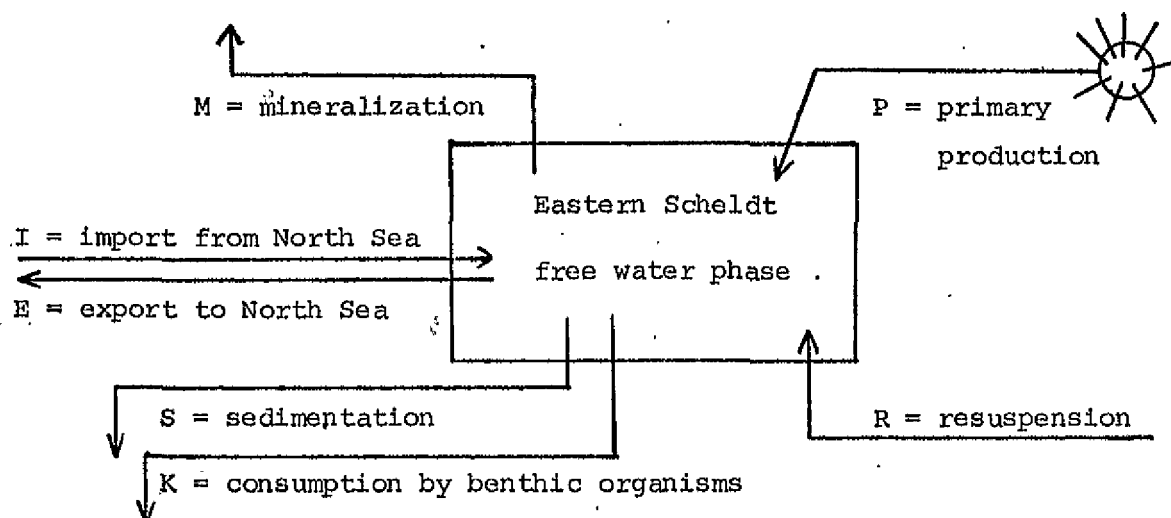 M = mineralization
P = primary
production
Eastern Scheldt
I = import from North Sea
free water phase
E = export to North Sea
S = sedimentation
R = resuspension
K = consumption by benthic organisms